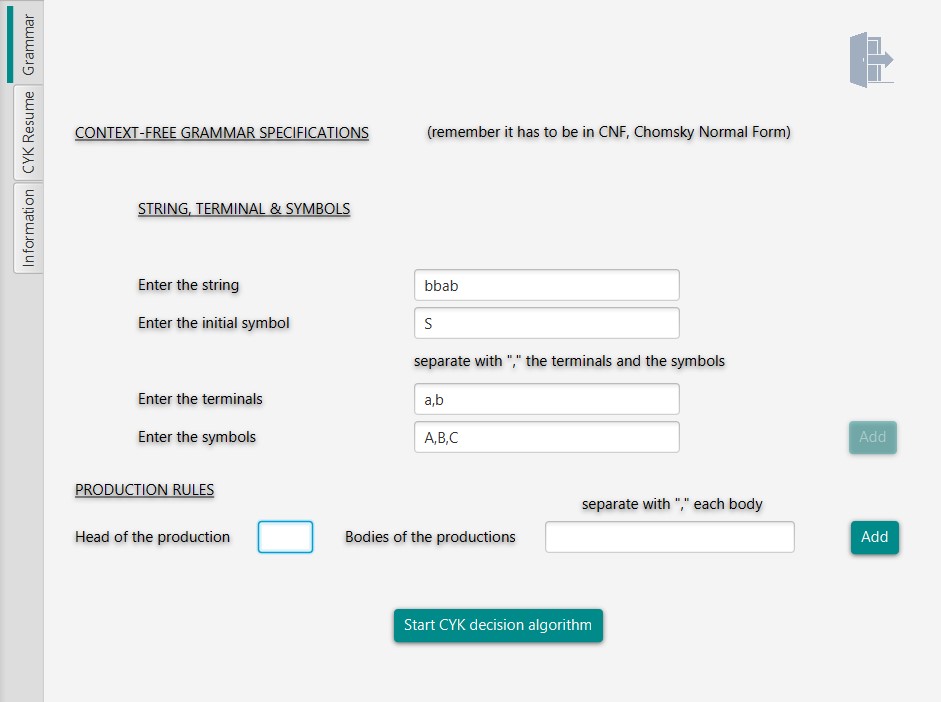 Grammar
CYK Resume
Information
CONTEXT-FREE GRAMMAR SPECIFICATIONS (remember it has to be in CNF, Chomsky Normal Form)
STRING, TERMINAL & SYMBOLS
Enter the string bbab
Enter the initial symbol S
separate with "," the terminals and the symbols
Enter the terminals a,b
Enter the symbols A,B,C Add
PRODUCTION RULES
separate with "," each body
Head of the production Bodies of the productions Add
Start CYK decision algorithm